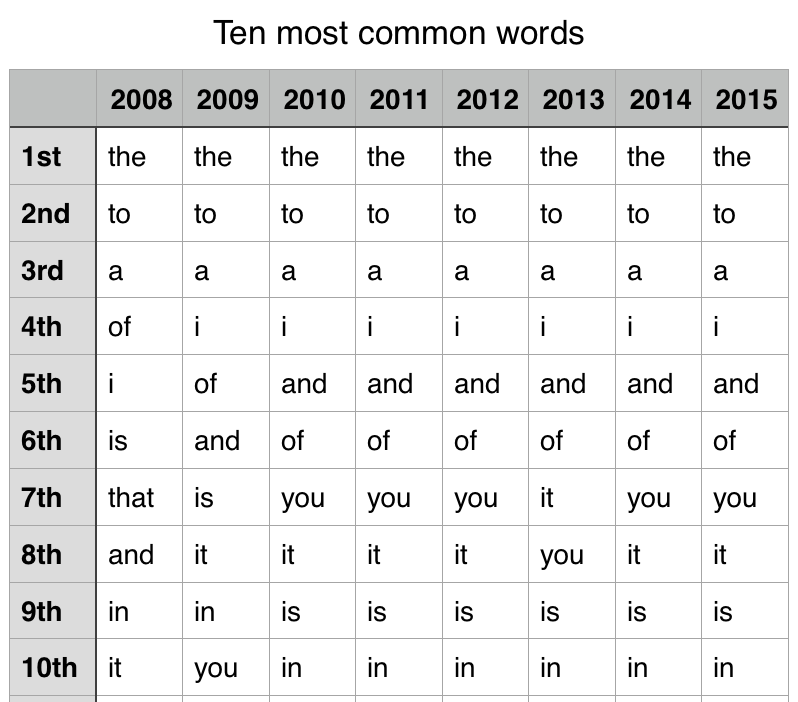 Ten most common words
2008 2009 2010 2011 2012 2013 2014 2015
1st the the the the the the the the
2nd to to to to to to to to
3rd a a a a a a a a
4th of i i i i i i i
5th i of and and and and and and
6th is and of of of of of of
7th that is you you you it you you
8th and it it it it you it it
9th in in is is is is is is
10th it you in in in in in in